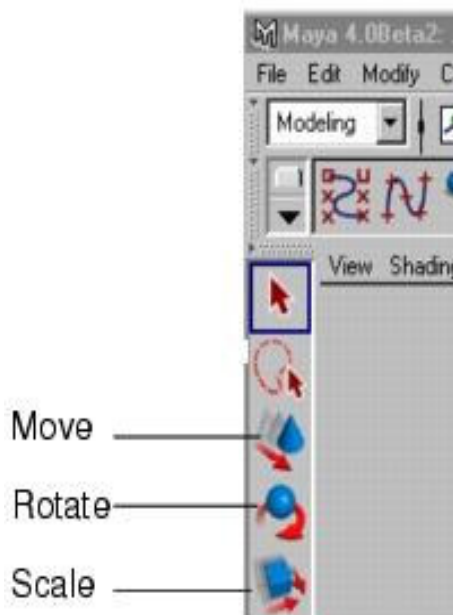 Maya 4.0Beta2:
File Edit Modify C
Modeling
View Shading
Move
Rotate
Scale